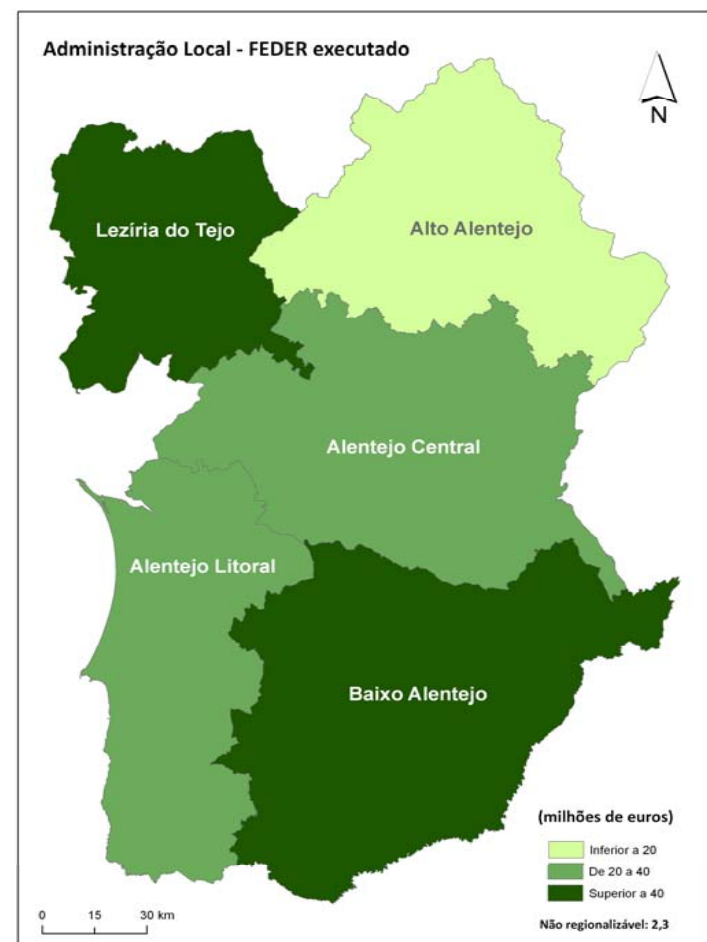 Administração Local - FEDER executado
N
Lezíria do Tejo
Alto Alentejo
Alentejo Central
Alentejo Litoral
Baixo Alentejo
(milhões de euros)
Inferior a 20
De 20 a 40
Superior a 40
0 15 30 km
Não regionalizável: 2,3